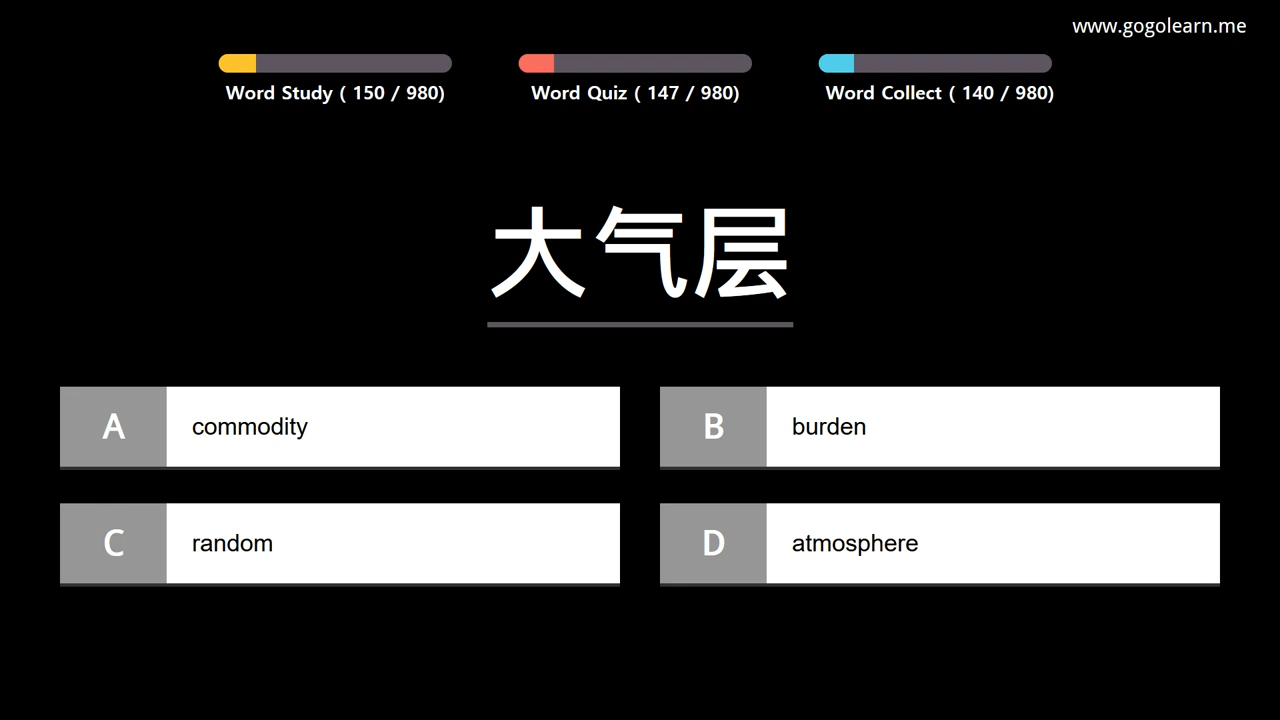 www.gogolearn.me
Word Study ( 150 / 980)
Word Quiz ( 147 / 980)
Word Collect ( 140 / 980)
大气层
A commodity
B burden
C random
D atmosphere